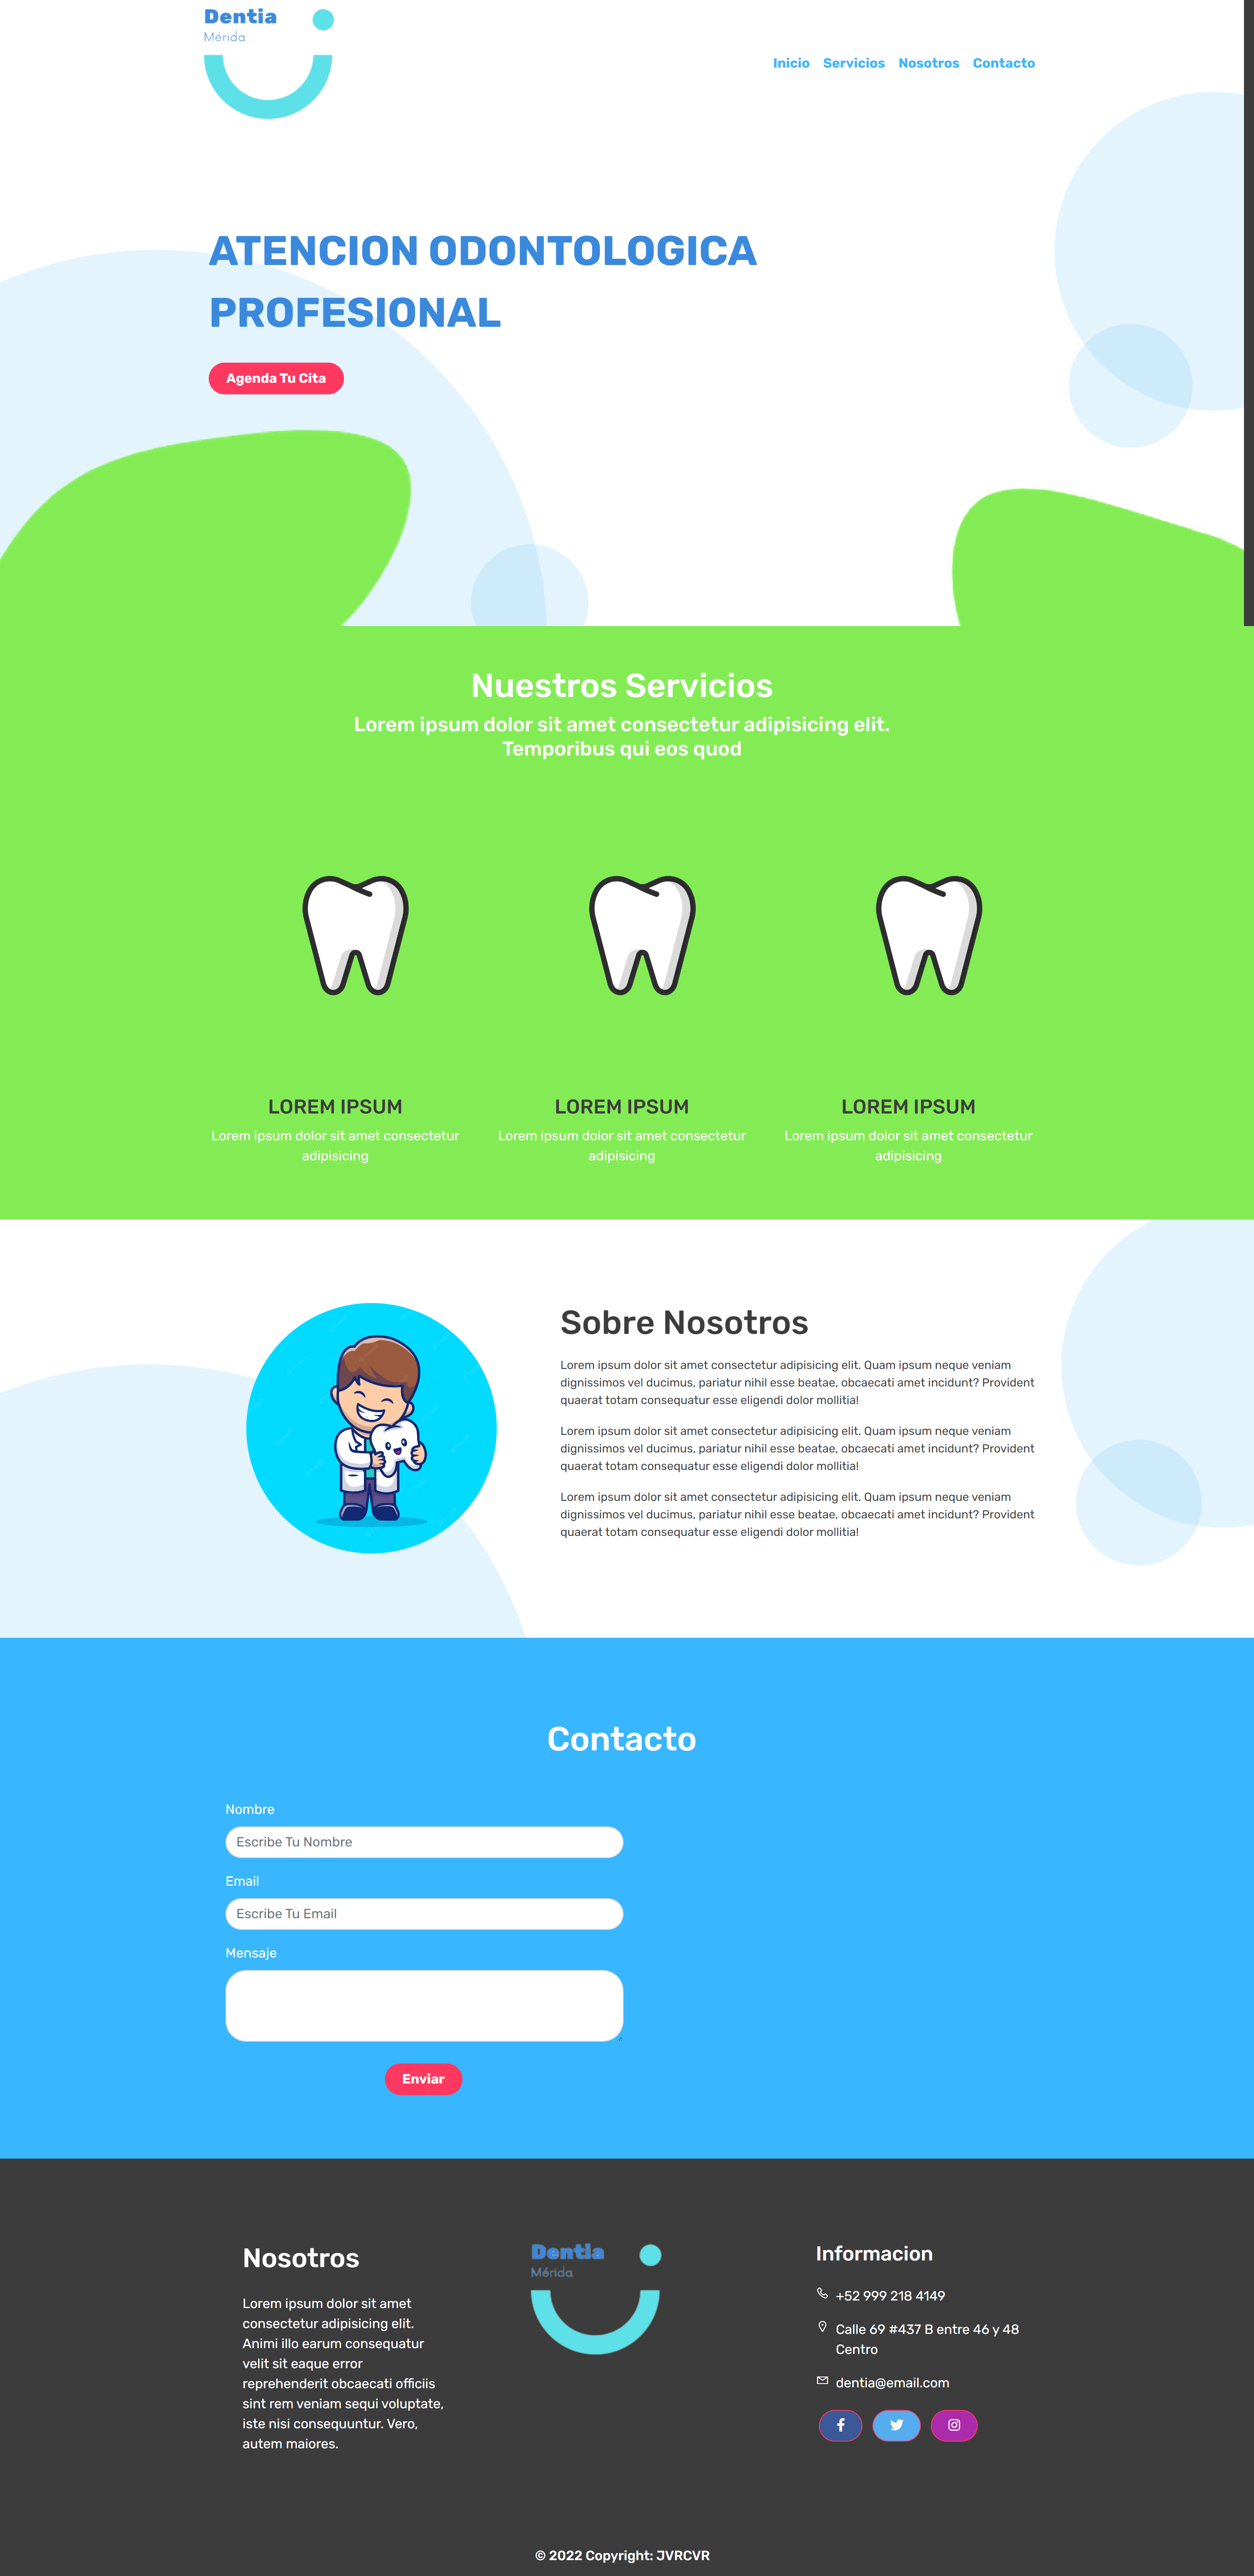 Dentia
Mérida
Inicio Servicios Nosotros Contacto
ATENCION ODONTOLOGICA
PROFESIONAL
Agenda Tu Cita
Nuestros Servicios
Lorem ipsum dolor sit amet consectetur adipisicing elit.
Temporibus qui eos quod
LOREM IPSUM
Lorem ipsum dolor sit amet consectetur
adipisicing
LOREM IPSUM
Lorem ipsum dolor sit amet consectetur
adipisicing
LOREM IPSUM
Lorem ipsum dolor sit amet consectetur
adipisicing
Sobre Nosotros
Lorem ipsum dolor sit amet consectetur adipisicing elit. Quam ipsum neque veniam
dignissimos vel ducimus, pariatur nihil esse beatae, obcaecati amet incidunt? Provident
quaerat totam consequatur esse eligendi dolor mollitia!
Lorem ipsum dolor sit amet consectetur adipisicing elit. Quam ipsum neque veniam
dignissimos vel ducimus, pariatur nihil esse beatae, obcaecati amet incidunt? Provident
quaerat totam consequatur esse eligendi dolor mollitia!
Lorem ipsum dolor sit amet consectetur adipisicing elit. Quam ipsum neque veniam
dignissimos vel ducimus, pariatur nihil esse beatae, obcaecati amet incidunt? Provident
quaerat totam consequatur esse eligendi dolor mollitia!
Contacto
Nombre
Escribe Tu Nombre
Email
Escribe Tu Email
Mensaje
Enviar
Nosotros
Lorem ipsum dolor sit amet
consectetur adipisicing elit.
Animi illo earum consequatur
velit sit eaque error
reprehenderit obcaecati officiis
sint rem veniam sequi voluptate,
iste nisi consequuntur. Vero,
autem maiores.
Dentia
Mérida
Informacion
+52 999 218 4149
Calle 69 #437 B entre 46 y 48
Centro
dentia@email.com
© 2022 Copyright: JVRCVR